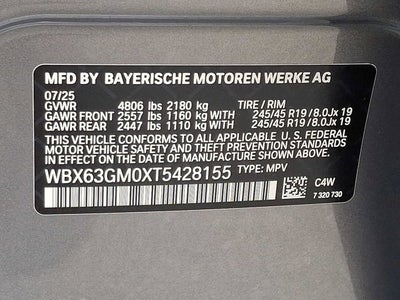 MFD BY BAYERISCHE MOTOREN WERKE AG
07/25
GVWR 4806 lbs 2180 kg TIRE / RIM
GAWR FRONT 2557 lbs 1160 kg WITH 245/45 R19 / 8.0Jx 19
GAWR REAR 2447 lbs 1110 kg WITH 245/45 R19 / 8.0Jx 19
THIS VEHICLE CONFORMS TO ALL APPLICABLE U. S. FEDERAL
MOTOR VEHICLE SAFETY, BUMPER, AND THEFT PREVENTION
STANDARDS IN EFFECT ON THE DATE OF MANUFACTURE SHOWN ABOVE.
WBX63GM0XT5428155 TYPE: MPV
C4W
7 320 730